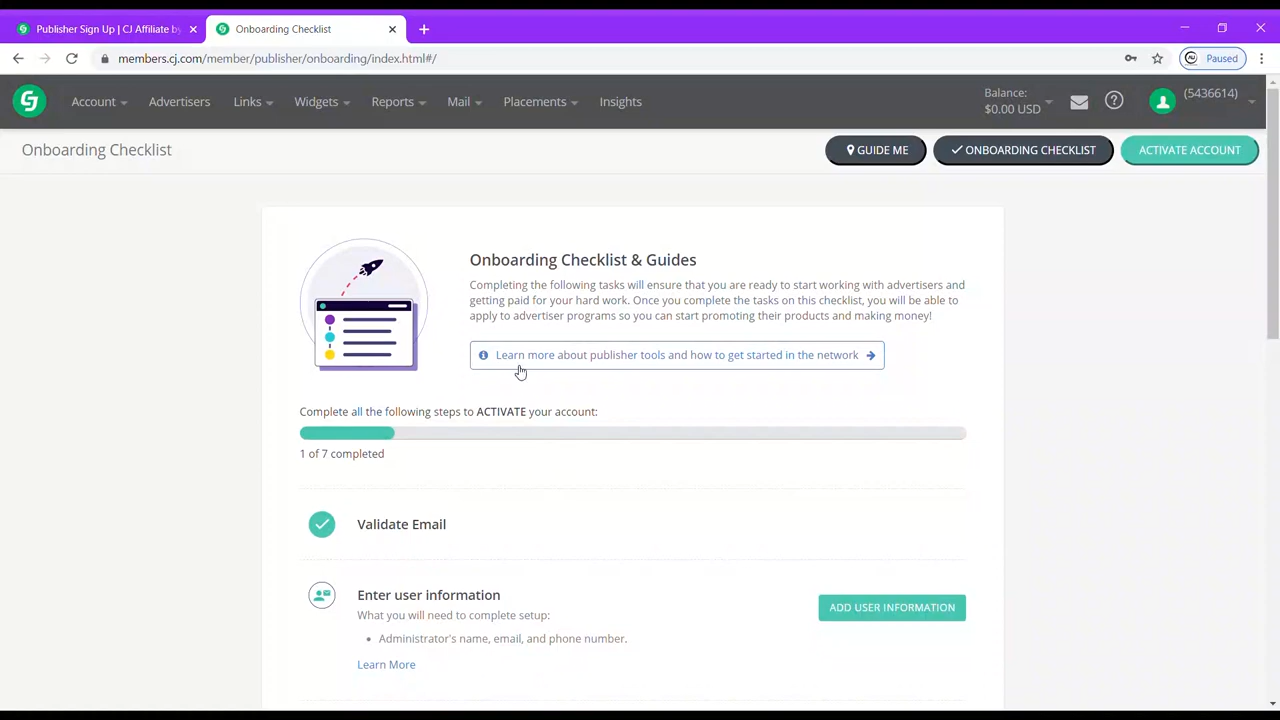 Publisher Sign Up | CJ Affiliate by
Onboarding Checklist
members.cj.com/member/publisher/onboarding/index.html#/
Paused
Account
Advertisers
Links
Widgets
Reports
Mail
Placements
Insights
Balance:
$0.00 USD
(5436614)
Onboarding Checklist
GUIDE ME
ONBOARDING CHECKLIST
ACTIVATE ACCOUNT
Onboarding Checklist & Guides
Completing the following tasks will ensure that you are ready to start working with advertisers and
getting paid for your hard work. Once you complete the tasks on this checklist, you will be able to
apply to advertiser programs so you can start promoting their products and making money!
Learn more about publisher tools and how to get started in the network
Complete all the following steps to ACTIVATE your account:
1 of 7 completed
Validate Email
Enter user information
What you will need to complete setup:
• Administrator's name, email, and phone number.
ADD USER INFORMATION
Learn More